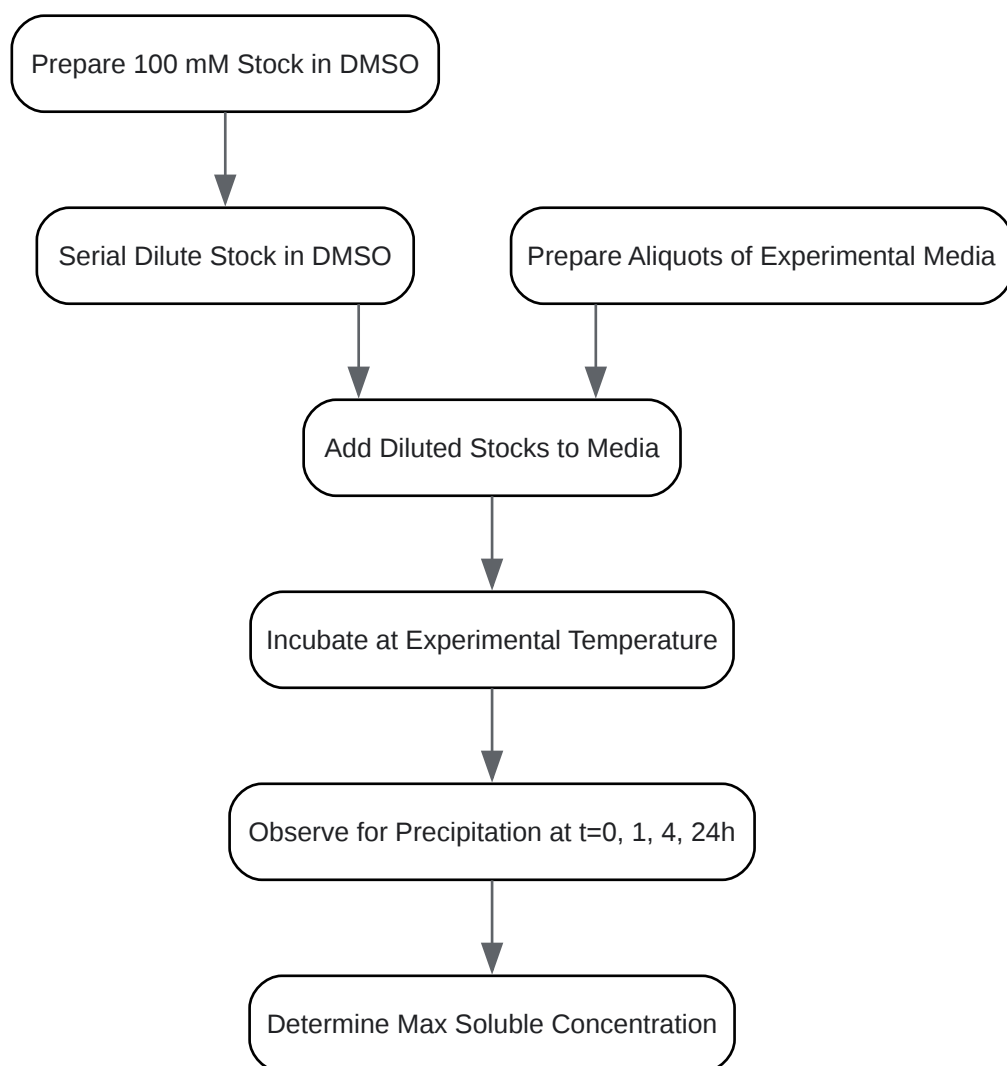 Prepare 100 mM Stock in DMSO
Serial Dilute Stock in DMSO
Prepare Aliquots of Experimental Media
Add Diluted Stocks to Media
Incubate at Experimental Temperature
Observe for Precipitation at t=0, 1, 4, 24h
Determine Max Soluble Concentration